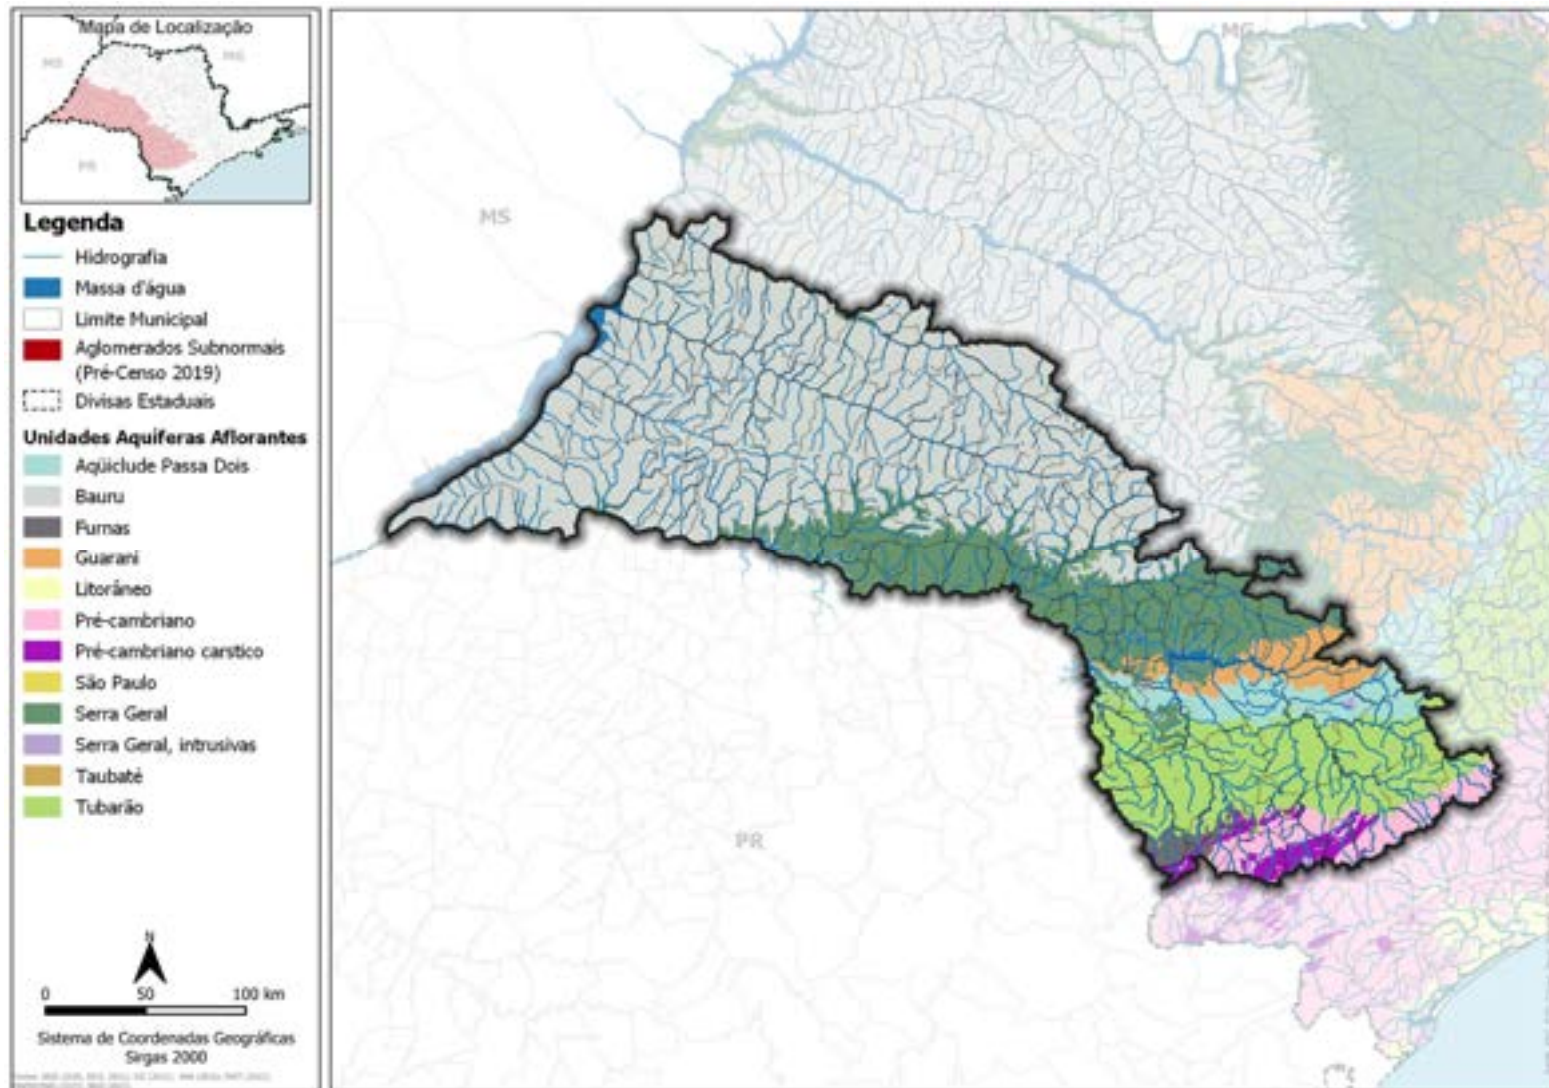 Mapa de Localização
MS
MG
PR
Legenda
Hidrografia
Massa d'água
Limite Municipal
Aglomerados Subnormais
(Pré-Censo 2019)
Divisas Estaduais
Unidades Aquíferas Aflorantes
Aqüiclude Passa Dois
Bauru
Furnas
Guarani
Litorâneo
Pré-cambriano
Pré-cambriano carstico
São Paulo
Serra Geral
Serra Geral, intrusivas
Taubaté
Tubarão
N
0 50 100 km
Sistema de Coordenadas Geográficas
Sirgas 2000
MG
MS
PR